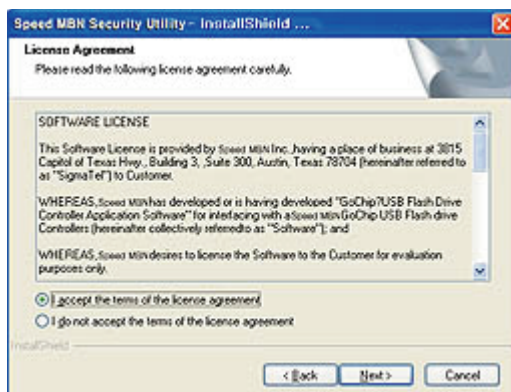 Speed MBN Security Utility - InstallShield ...
License Agreement
Please read the following license agreement carefully.
SOFTWARE LICENSE
This Software License is provided by Speed MBN Inc.,having a place of business at 3815
Capitol of Texas Hwy., Building 3, ,Suite 300, Austin, Texas 78704 (hereinafter referred to
as "SigmaTel") to Customer.
WHEREAS,Speed MBN has developed or is having developed "GoChip?USB Flash Drive
Controller Application Software" for interfacing with a Speed MBN GoChip USB Flash drive
Controllers (hereinafter collectively referred to as "Software"); and
WHEREAS,Speed MBN desires to license the Software to the Customer for evaluation
purposes only.
I accept the terms of the license agreement
I do not accept the terms of the license agreement
InstallShield
< Back
Next >
Cancel